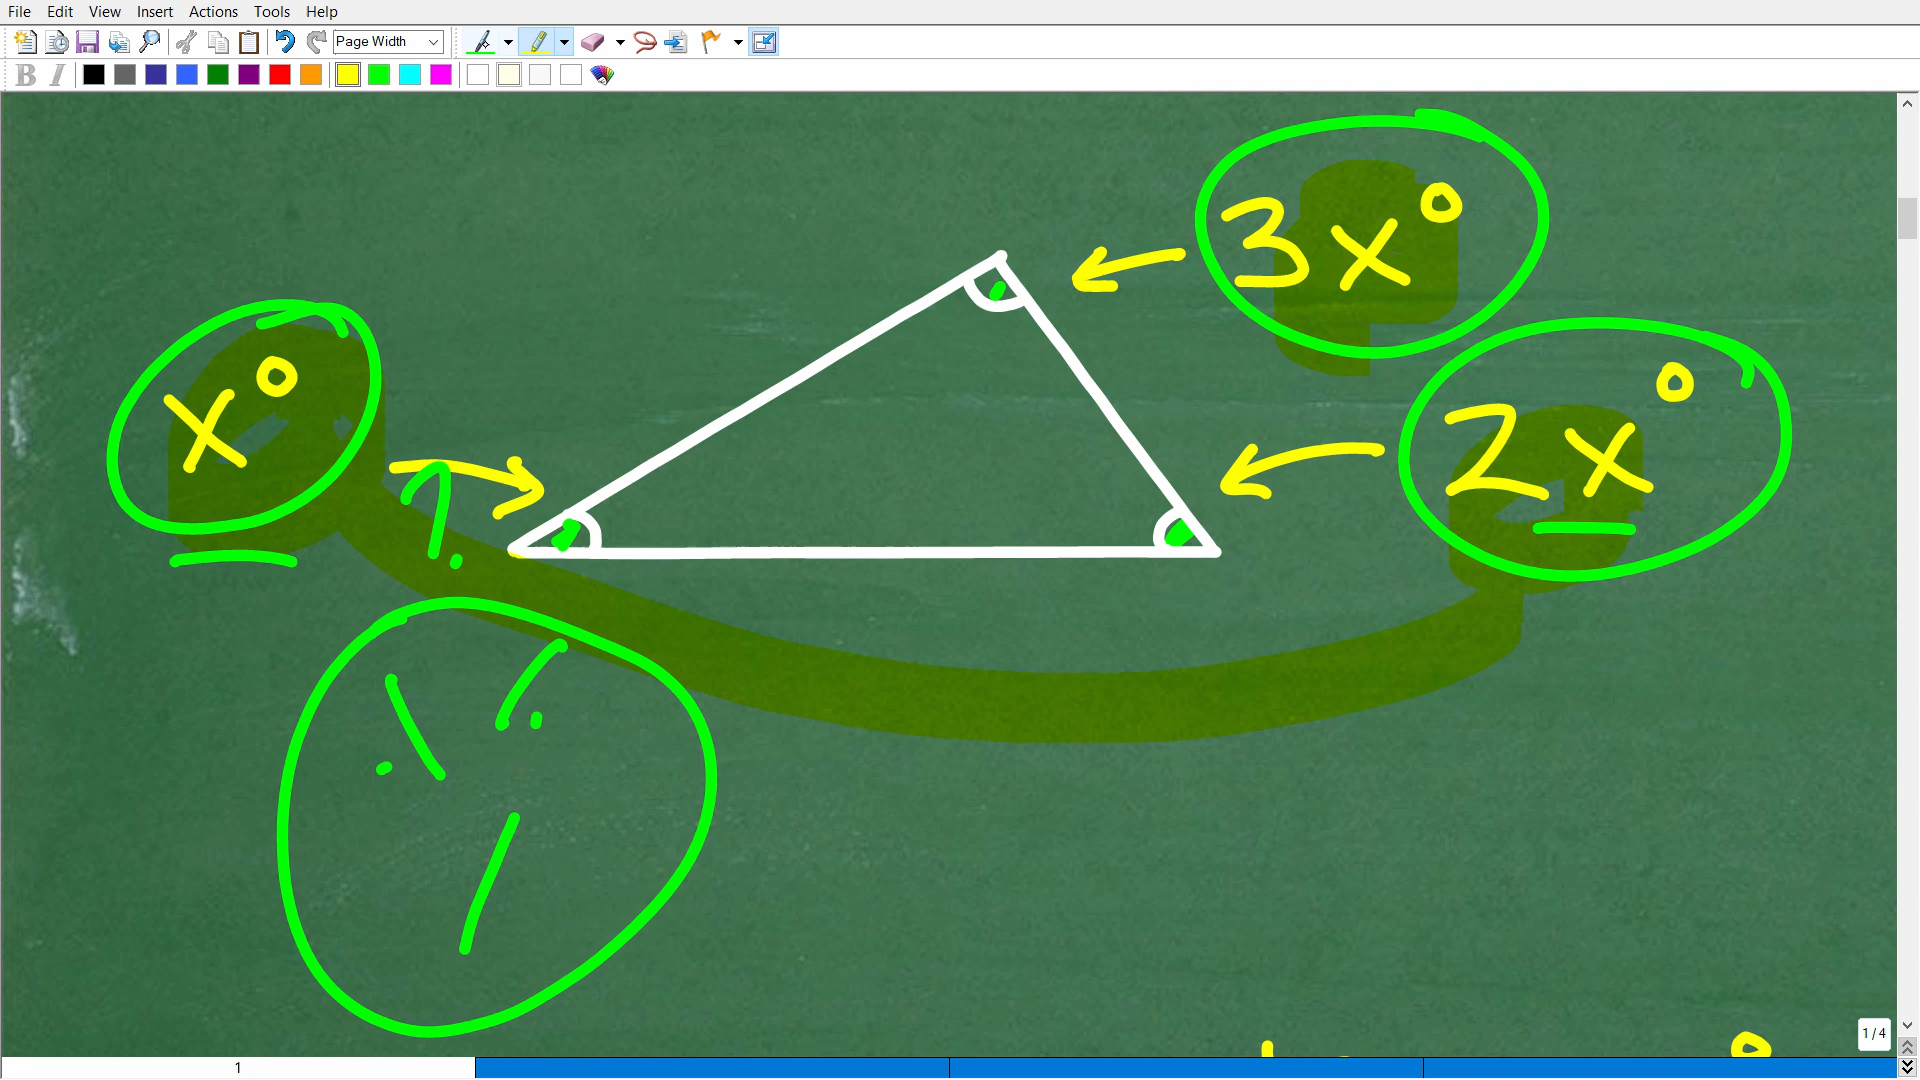 File Edit View Insert Actions Tools Help
Page Width
B I
3x°
x°
2x°
?
1 / 4
1